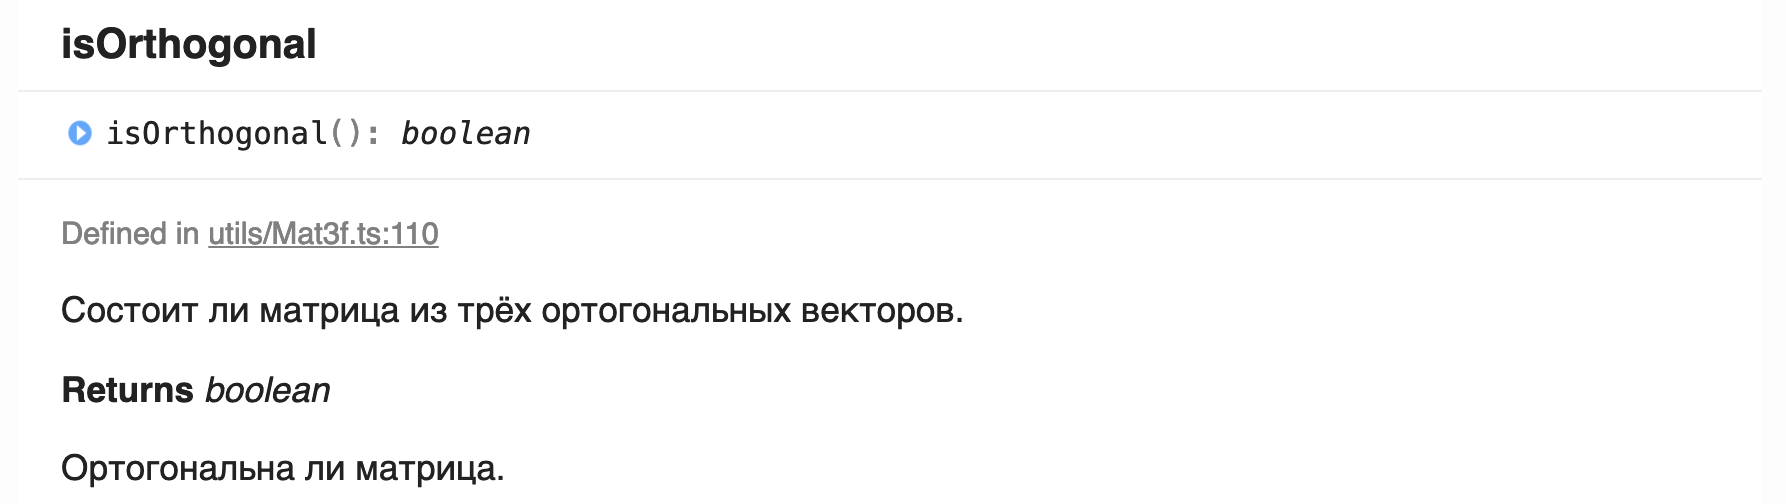 isOrthogonal
isOrthogonal(): boolean
Defined in utils/Mat3f.ts:110
Состоит ли матрица из трёх ортогональных векторов.
Returns boolean
Ортогональна ли матрица.